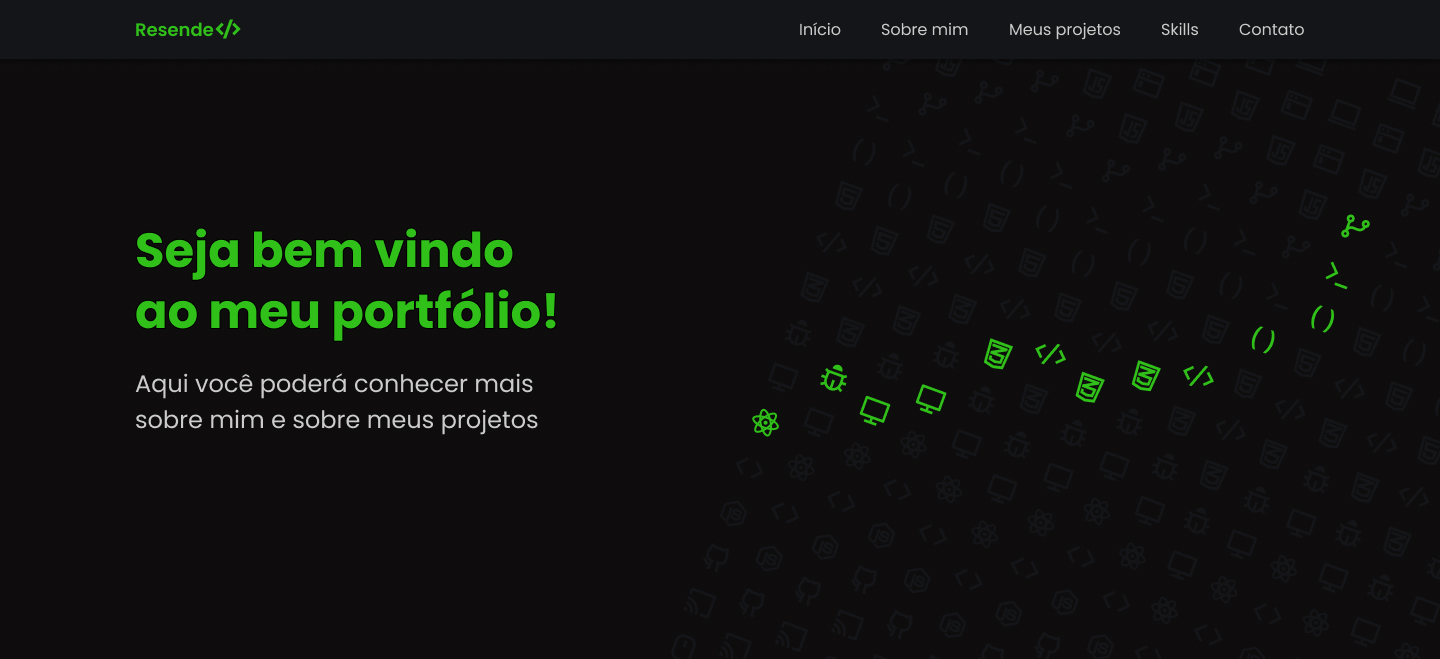 Resende</>
Início Sobre mim Meus projetos Skills Contato
Seja bem vindo
ao meu portfólio!
Aqui você poderá conhecer mais
sobre mim e sobre meus projetos